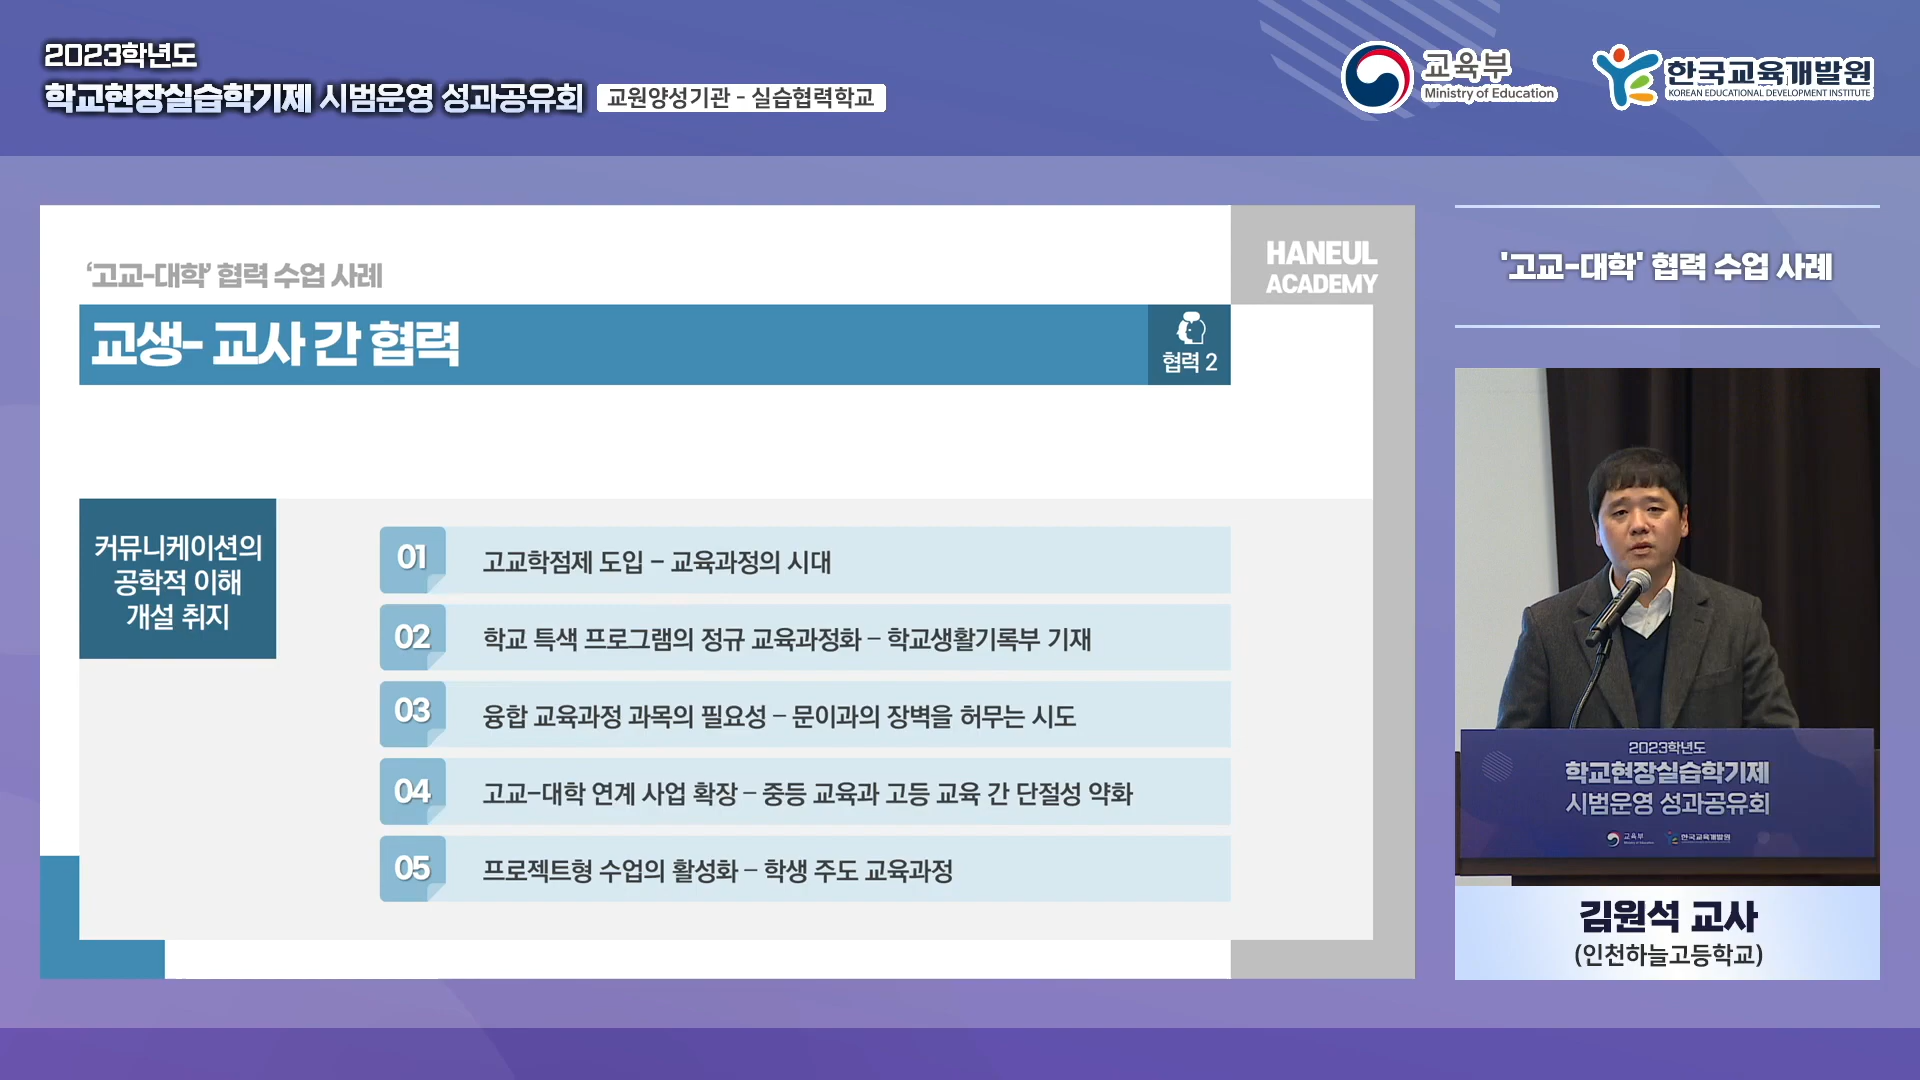 2023학년도
학교현장실습학기제 시범운영 성과공유회 교원양성기관 - 실습협력학교
교육부
Ministry of Education
한국교육개발원
KOREAN EDUCATIONAL DEVELOPMENT INSTITUTE
'고교-대학' 협력 수업 사례
HANEUL
ACADEMY
교생- 교사 간 협력
협력 2
커뮤니케이션의
공학적 이해
개설 취지
01 고교학점제 도입 – 교육과정의 시대
02 학교 특색 프로그램의 정규 교육과정화 – 학교생활기록부 기재
03 융합 교육과정 과목의 필요성 – 문이과의 장벽을 허무는 시도
04 고교-대학 연계 사업 확장 – 중등 교육과 고등 교육 간 단절성 약화
05 프로젝트형 수업의 활성화 – 학생 주도 교육과정
'고교-대학' 협력 수업 사례
2023학년도
학교현장실습학기제
시범운영 성과공유회
교육부
한국교육개발원
김원석 교사
(인천하늘고등학교)